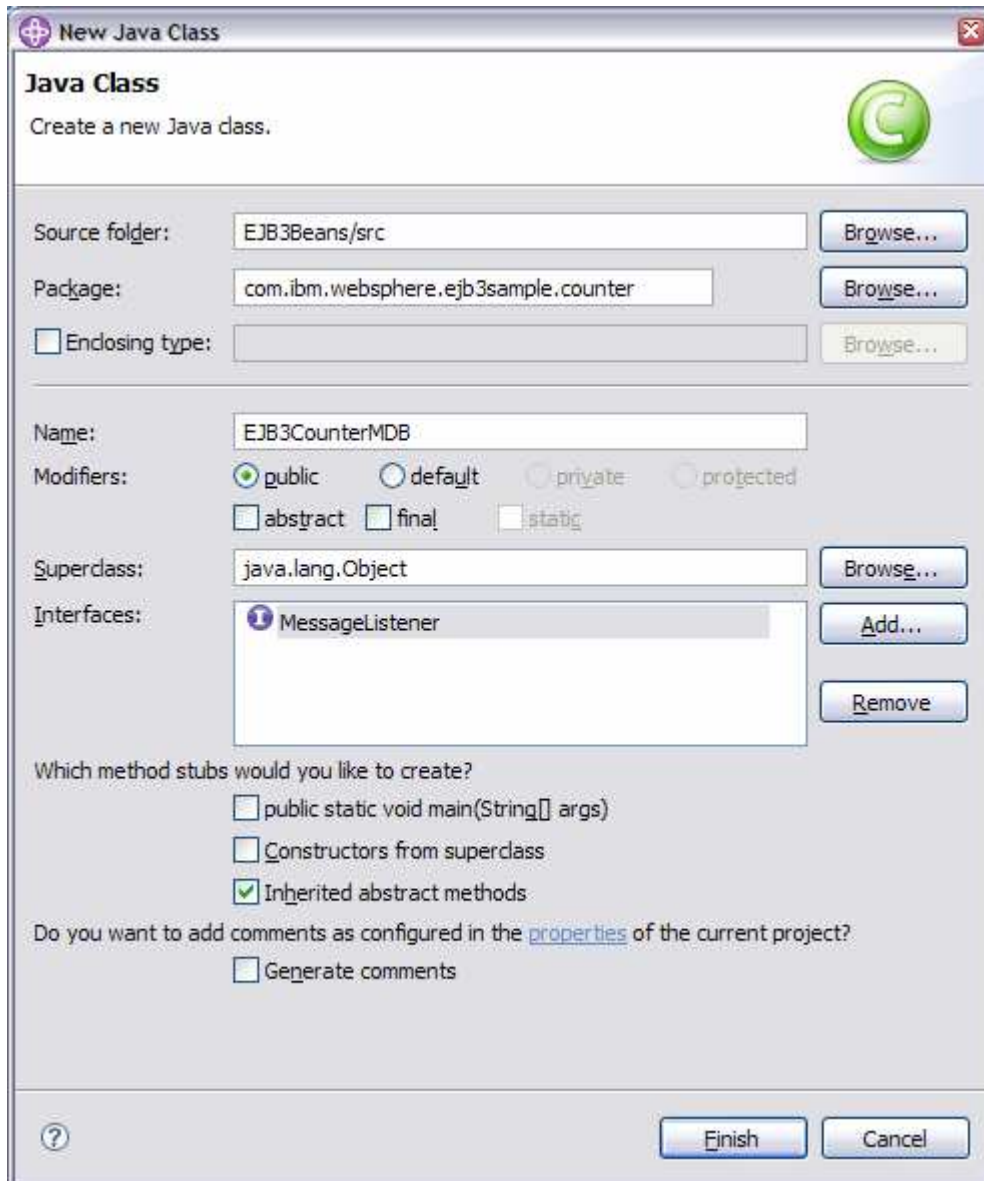 New Java Class
Java Class
Create a new Java class.
Source folder: EJB3Beans/src Browse...
Package: com.ibm.websphere.ejb3sample.counter Browse...
Enclosing type: Browse...
Name: EJB3CounterMDB
Modifiers: public default private protected
abstract final static
Superclass: java.lang.Object Browse...
Interfaces: MessageListener Add...
Remove
Which method stubs would you like to create?
public static void main(String[] args)
Constructors from superclass
Inherited abstract methods
Do you want to add comments as configured in the properties of the current project?
Generate comments
? Finish Cancel